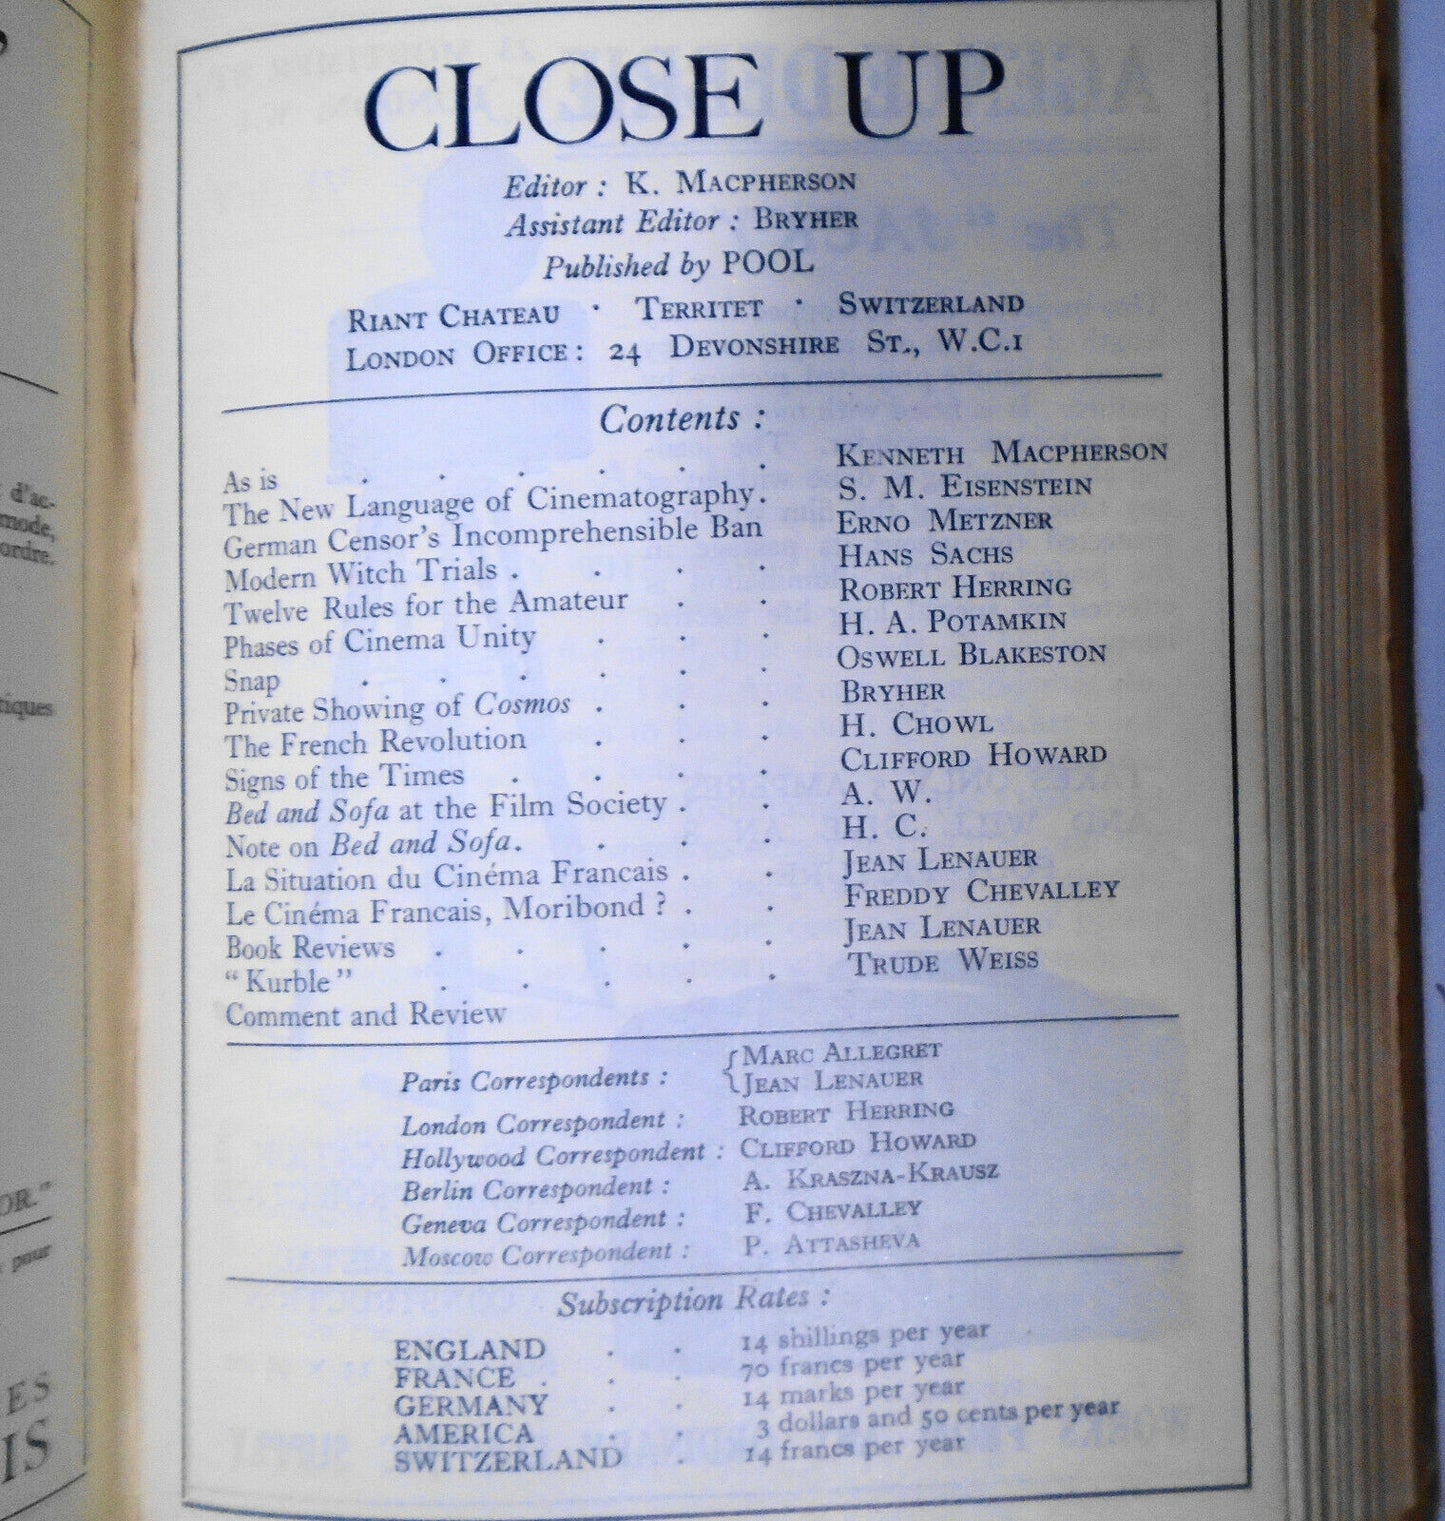 CLOSE UP
Editor : K. MACPHERSON
Assistant Editor : BRYHER
Published by POOL
RIANT CHATEAU · TERRITET · SWITZERLAND
LONDON OFFICE : 24 DEVONSHIRE ST., W.C.1
Contents :
As is . . . . . . KENNETH MACPHERSON
The New Language of Cinematography. S. M. EISENSTEIN
German Censor's Incomprehensible Ban ERNO METZNER
Modern Witch Trials . . . . HANS SACHS
Twelve Rules for the Amateur . . ROBERT HERRING
Phases of Cinema Unity . . . H. A. POTAMKIN
Snap . . . . . . OSWELL BLAKESTON
Private Showing of Cosmos . . . BRYHER
The French Revolution . . . H. CHOWL
Signs of the Times . . . . CLIFFORD HOWARD
Bed and Sofa at the Film Society . . A. W.
Note on Bed and Sofa. . . . H. C.
La Situation du Cinéma Francais . . JEAN LENAUER
Le Cinéma Francais, Moribond ? . . FREDDY CHEVALLEY
Book Reviews . . . . . JEAN LENAUER
“Kurble” . . . . . TRUDE WEISS
Comment and Review
Paris Correspondents : { MARC ALLEGRET
JEAN LENAUER
London Correspondent : ROBERT HERRING
Hollywood Correspondent : CLIFFORD HOWARD
Berlin Correspondent : A. KRASZNA-KRAUSZ
Geneva Correspondent : F. CHEVALLEY
Moscow Correspondent : P. ATTASHEVA
Subscription Rates :
ENGLAND . . 14 shillings per year
FRANCE . . . 70 francs per year
GERMANY . . 14 marks per year
AMERICA . . 3 dollars and 50 cents per year
SWITZERLAND . 14 francs per year
d'ac-
mode,
ordre.
tiques
OR."
pour
ES
IS